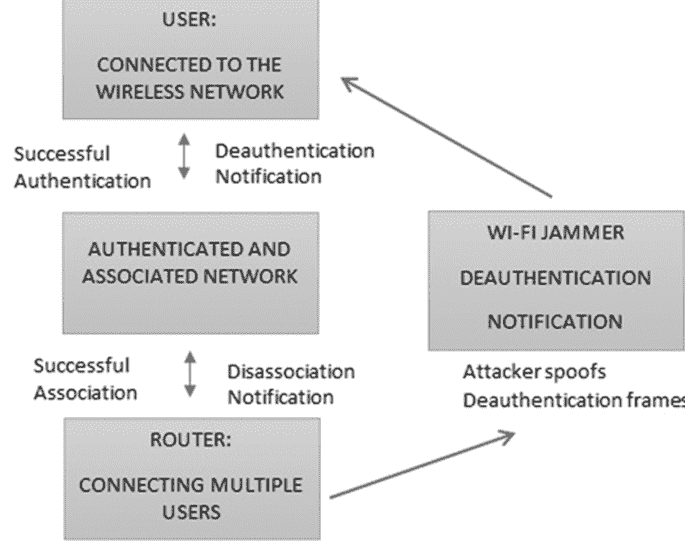 USER:
CONNECTED TO THE
WIRELESS NETWORK
Successful
Authentication
Deauthentication
Notification
AUTHENTICATED AND
ASSOCIATED NETWORK
WI-FI JAMMER
DEAUTHENTICATION
NOTIFICATION
Successful
Association
Disassociation
Notification
Attacker spoofs
Deauthentication frames
ROUTER:
CONNECTING MULTIPLE
USERS